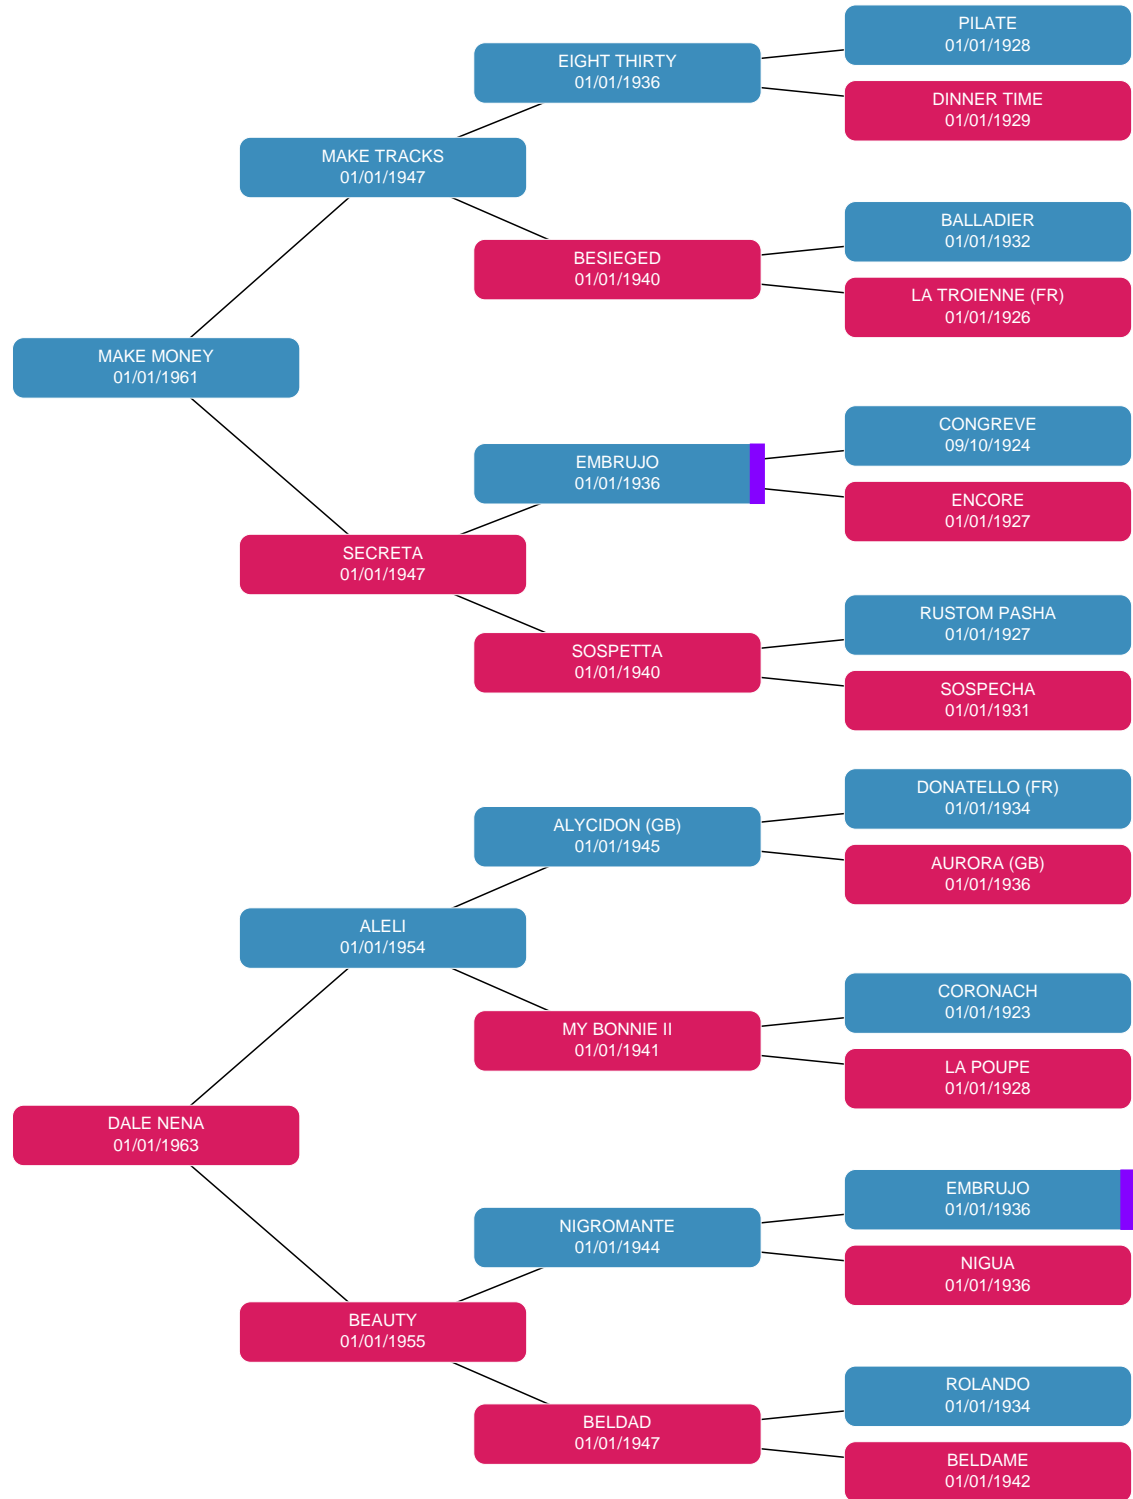 PILATE
01/01/1928
EIGHT THIRTY
01/01/1936
DINNER TIME
01/01/1929
MAKE TRACKS
01/01/1947
BALLADIER
01/01/1932
BESIEGED
01/01/1940
LA TROIENNE (FR)
01/01/1926
MAKE MONEY
01/01/1961
CONGREVE
09/10/1924
EMBRUJO
01/01/1936
ENCORE
01/01/1927
SECRETA
01/01/1947
RUSTOM PASHA
01/01/1927
SOSPETTA
01/01/1940
SOSPECHA
01/01/1931
DONATELLO (FR)
01/01/1934
ALYCIDON (GB)
01/01/1945
AURORA (GB)
01/01/1936
ALELI
01/01/1954
CORONACH
01/01/1923
MY BONNIE II
01/01/1941
LA POUPE
01/01/1928
DALE NENA
01/01/1963
EMBRUJO
01/01/1936
NIGROMANTE
01/01/1944
NIGUA
01/01/1936
BEAUTY
01/01/1955
ROLANDO
01/01/1934
BELDAD
01/01/1947
BELDAME
01/01/1942